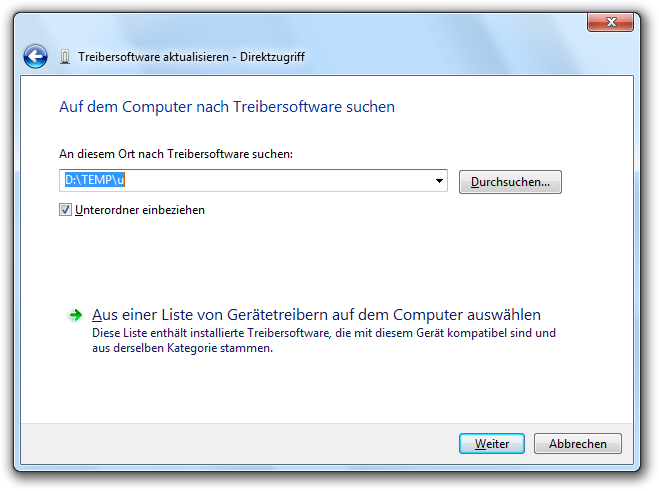 Treibersoftware aktualisieren - Direktzugriff
Auf dem Computer nach Treibersoftware suchen
An diesem Ort nach Treibersoftware suchen:
D:\TEMP\u
Durchsuchen...
Unterordner einbeziehen
Aus einer Liste von Gerätetreibern auf dem Computer auswählen
Diese Liste enthält installierte Treibersoftware, die mit diesem Gerät kompatibel sind und
aus derselben Kategorie stammen.
Weiter
Abbrechen